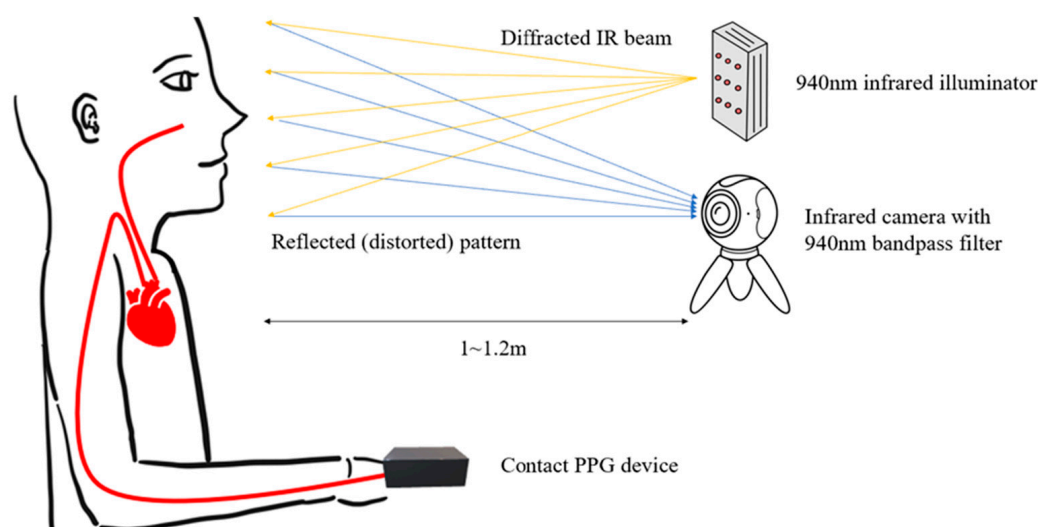 Diffracted IR beam
940nm infrared illuminator
Infrared camera with
940nm bandpass filter
Reflected (distorted) pattern
1~1.2m
Contact PPG device